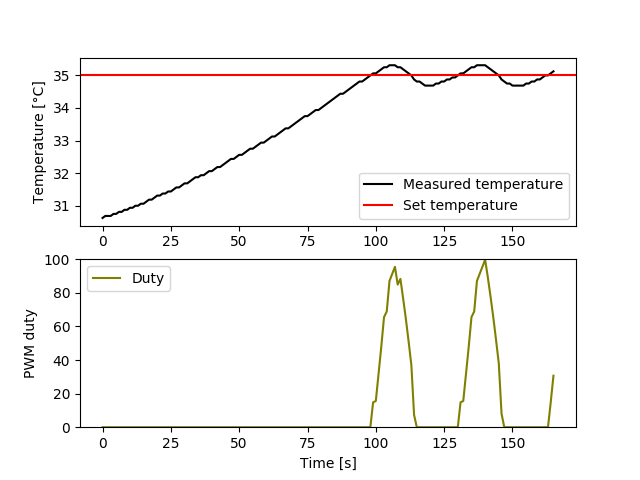 Temperature [°C]
35
34
33
32
31
Measured temperature
Set temperature
0 25 50 75 100 125 150
PWM duty
100
80
60
40
20
0
Duty
0 25 50 75 100 125 150
Time [s]